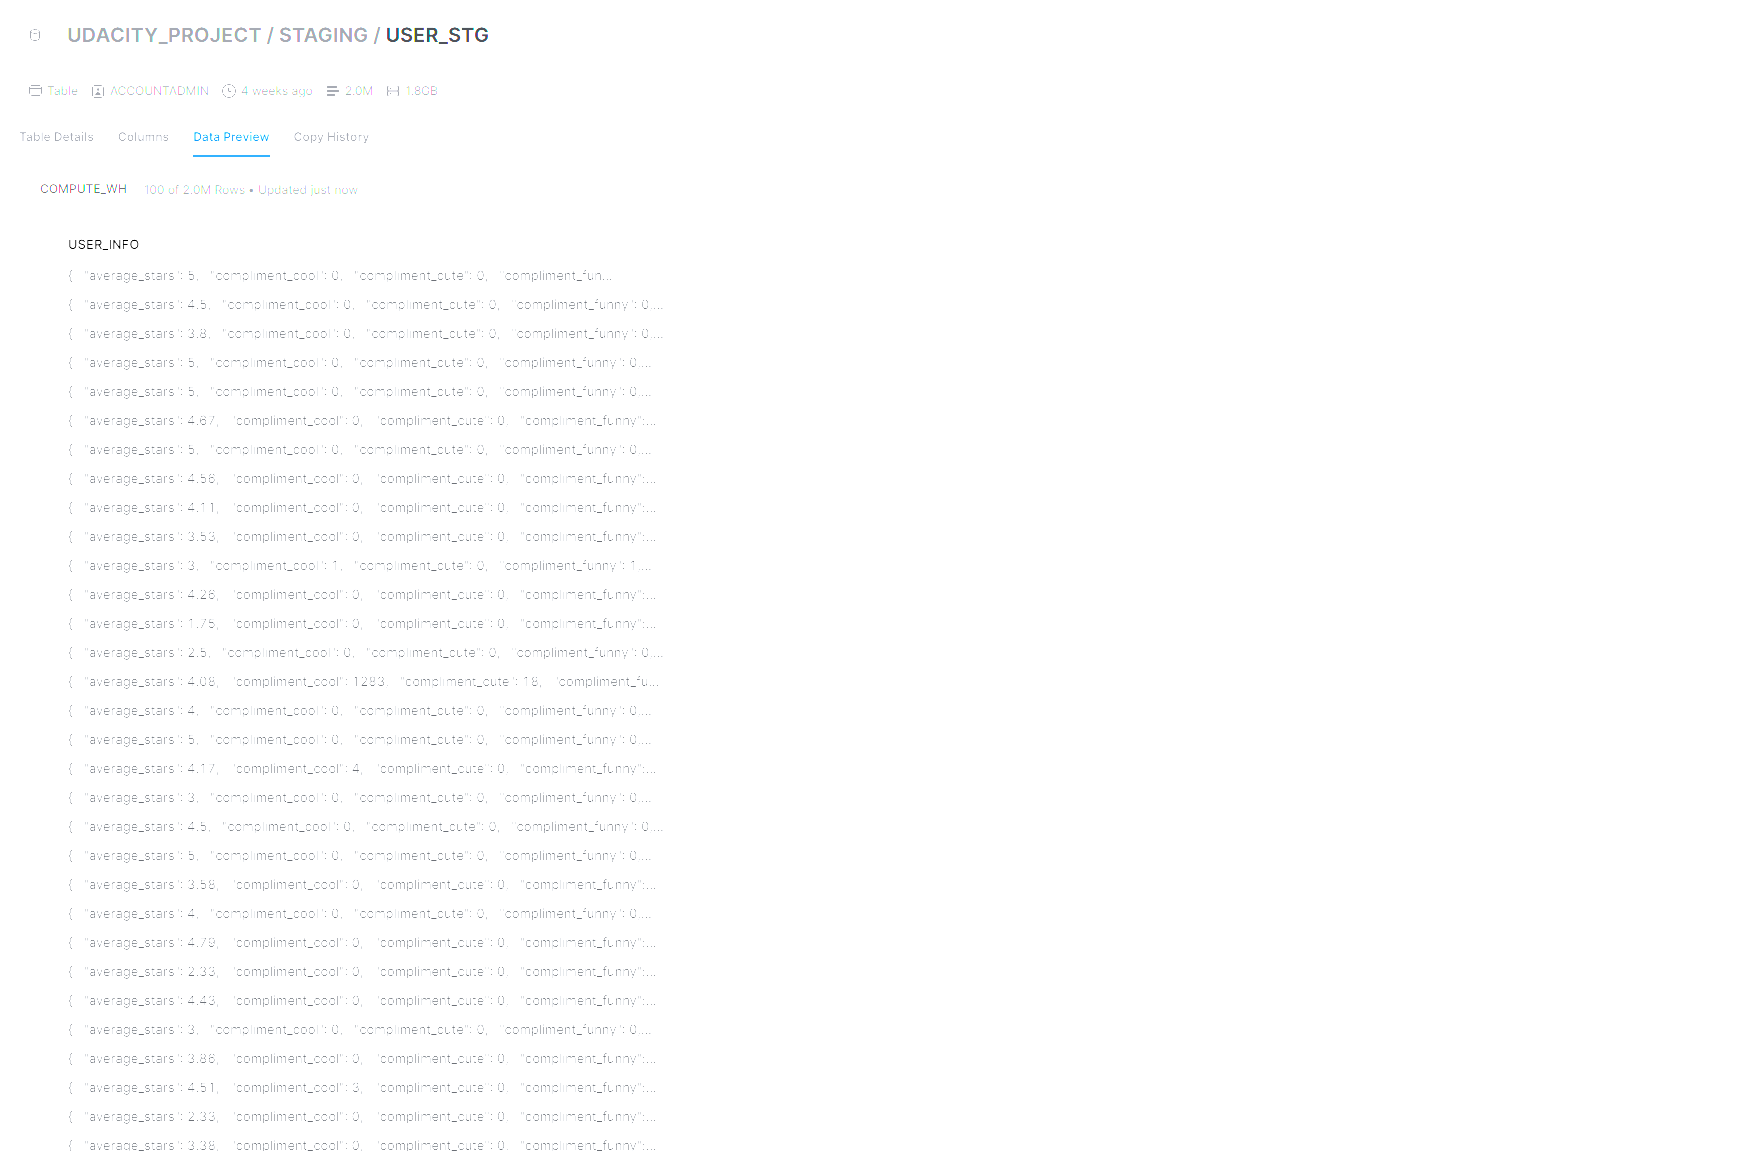 UDACITY_PROJECT / STAGING / USER_STG
Table ACCOUNTADMIN 4 weeks ago 2.0M 1.8GB
Table Details Columns Data Preview Copy History
COMPUTE_WH 100 of 2.0M Rows • Updated just now
USER_INFO
{ "average_stars": 5, "compliment_cool": 0, "compliment_cute": 0, "compliment_fun...
{ "average_stars": 4.5, "compliment_cool": 0, "compliment_cute": 0, "compliment_funny": 0,...
{ "average_stars": 3.8, "compliment_cool": 0, "compliment_cute": 0, "compliment_funny": 0,...
{ "average_stars": 5, "compliment_cool": 0, "compliment_cute": 0, "compliment_funny": 0,...
{ "average_stars": 5, "compliment_cool": 0, "compliment_cute": 0, "compliment_funny": 0,...
{ "average_stars": 4.67, "compliment_cool": 0, "compliment_cute": 0, "compliment_funny":...
{ "average_stars": 5, "compliment_cool": 0, "compliment_cute": 0, "compliment_funny": 0,...
{ "average_stars": 4.56, "compliment_cool": 0, "compliment_cute": 0, "compliment_funny":...
{ "average_stars": 4.11, "compliment_cool": 0, "compliment_cute": 0, "compliment_funny":...
{ "average_stars": 3.53, "compliment_cool": 0, "compliment_cute": 0, "compliment_funny":...
{ "average_stars": 3, "compliment_cool": 1, "compliment_cute": 0, "compliment_funny": 1,...
{ "average_stars": 4.26, "compliment_cool": 0, "compliment_cute": 0, "compliment_funny":...
{ "average_stars": 1.75, "compliment_cool": 0, "compliment_cute": 0, "compliment_funny":...
{ "average_stars": 2.5, "compliment_cool": 0, "compliment_cute": 0, "compliment_funny": 0,...
{ "average_stars": 4.08, "compliment_cool": 1283, "compliment_cute": 18, "compliment_fu...
{ "average_stars": 4, "compliment_cool": 0, "compliment_cute": 0, "compliment_funny": 0,...
{ "average_stars": 5, "compliment_cool": 0, "compliment_cute": 0, "compliment_funny": 0,...
{ "average_stars": 4.17, "compliment_cool": 4, "compliment_cute": 0, "compliment_funny":...
{ "average_stars": 3, "compliment_cool": 0, "compliment_cute": 0, "compliment_funny": 0,...
{ "average_stars": 4.5, "compliment_cool": 0, "compliment_cute": 0, "compliment_funny": 0,...
{ "average_stars": 5, "compliment_cool": 0, "compliment_cute": 0, "compliment_funny": 0,...
{ "average_stars": 3.58, "compliment_cool": 0, "compliment_cute": 0, "compliment_funny":...
{ "average_stars": 4, "compliment_cool": 0, "compliment_cute": 0, "compliment_funny": 0,...
{ "average_stars": 4.79, "compliment_cool": 0, "compliment_cute": 0, "compliment_funny":...
{ "average_stars": 2.33, "compliment_cool": 0, "compliment_cute": 0, "compliment_funny":...
{ "average_stars": 4.43, "compliment_cool": 0, "compliment_cute": 0, "compliment_funny":...
{ "average_stars": 3, "compliment_cool": 0, "compliment_cute": 0, "compliment_funny": 0,...
{ "average_stars": 3.86, "compliment_cool": 0, "compliment_cute": 0, "compliment_funny":...
{ "average_stars": 4.51, "compliment_cool": 3, "compliment_cute": 0, "compliment_funny":...
{ "average_stars": 2.33, "compliment_cool": 0, "compliment_cute": 0, "compliment_funny":...
{ "average_stars": 3.38, "compliment_cool": 0, "compliment_cute": 0, "compliment_funny":...